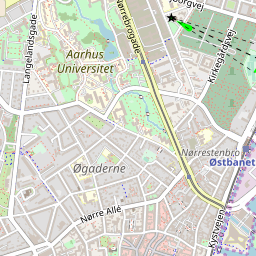 Langelandsgade
Aarhus
Universitet
Nørrebrogade
Kirkegårdsvej
Nørrestenbro
Østbanet
Øgaderne
Nørre Allé
Kystvejen